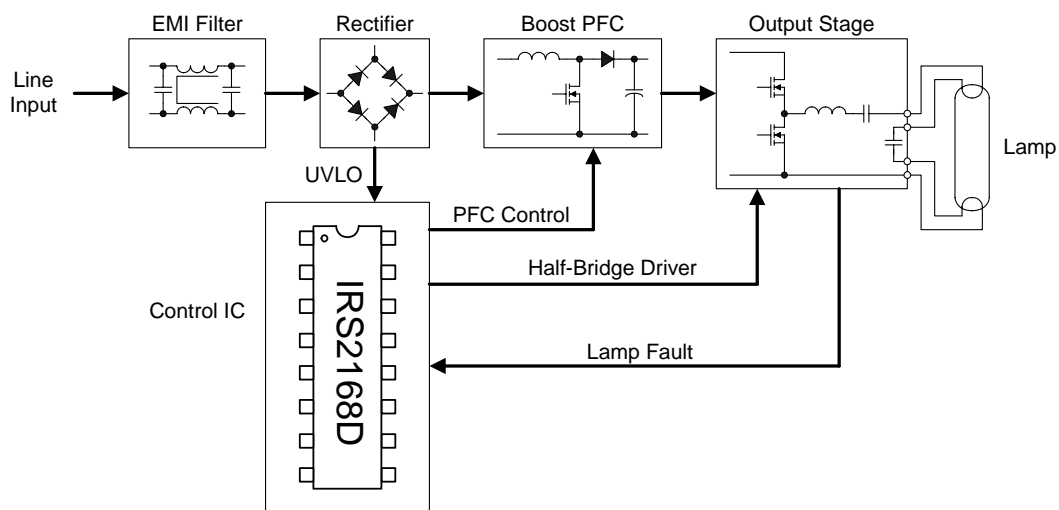 EMI Filter
Rectifier
Boost PFC
Output Stage
Line
Input
Lamp
UVLO
PFC Control
Half-Bridge Driver
Control IC
IRS2168D
Lamp Fault